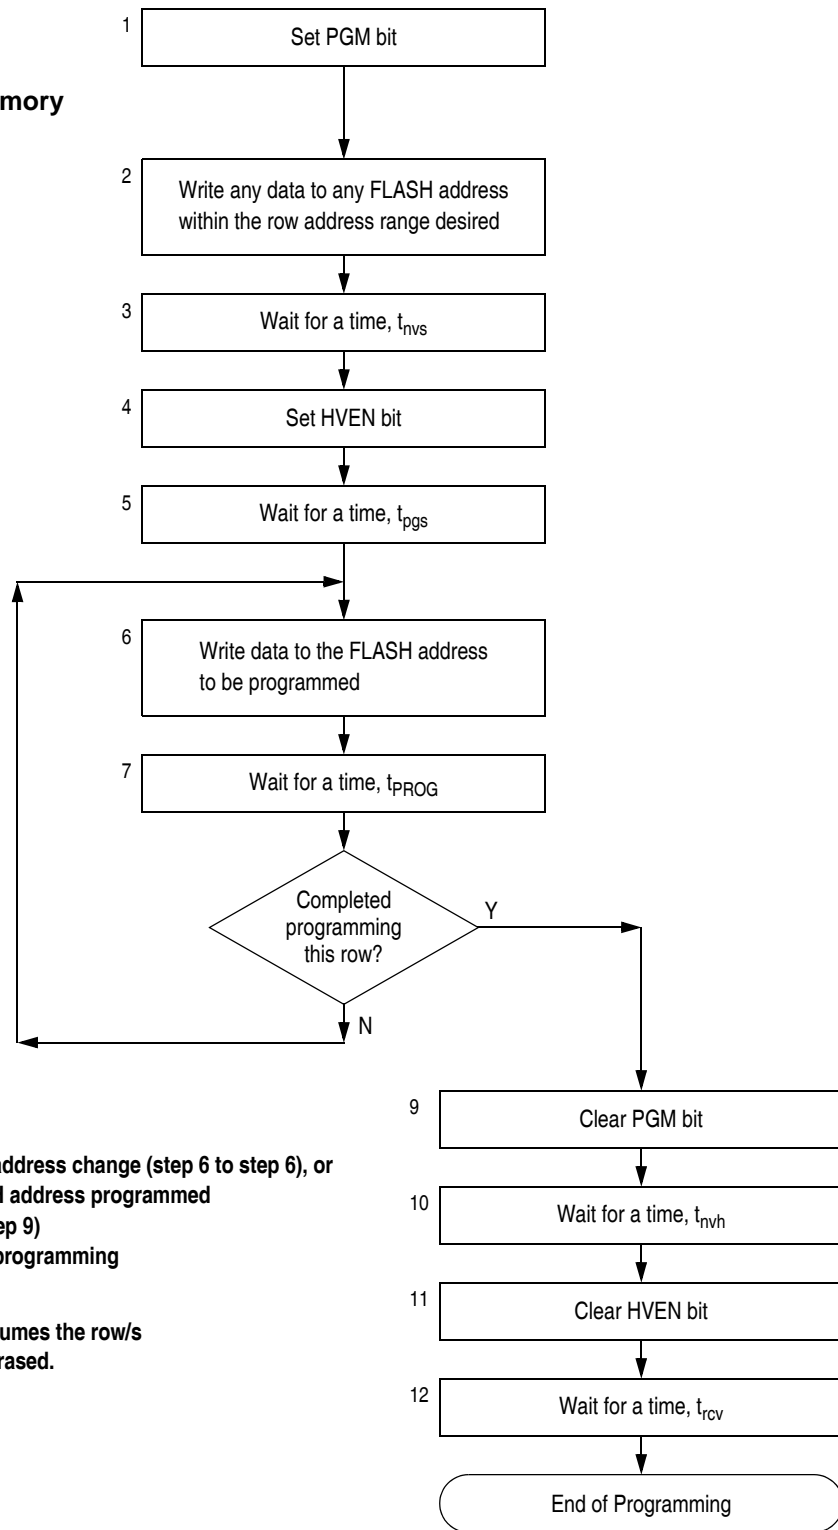 1
Set PGM bit
mory
2
Write any data to any FLASH address
within the row address range desired
3
Wait for a time, tnvs
4
Set HVEN bit
5
Wait for a time, tpgs
6
Write data to the FLASH address
to be programmed
7
Wait for a time, tPROG
Completed
programming
this row?
Y
N
9
Clear PGM bit
address change (step 6 to step 6), or
address programmed
ep 9)
programming
10
Wait for a time, tnvh
11
Clear HVEN bit
umes the row/s
rased.
12
Wait for a time, trcv
End of Programming